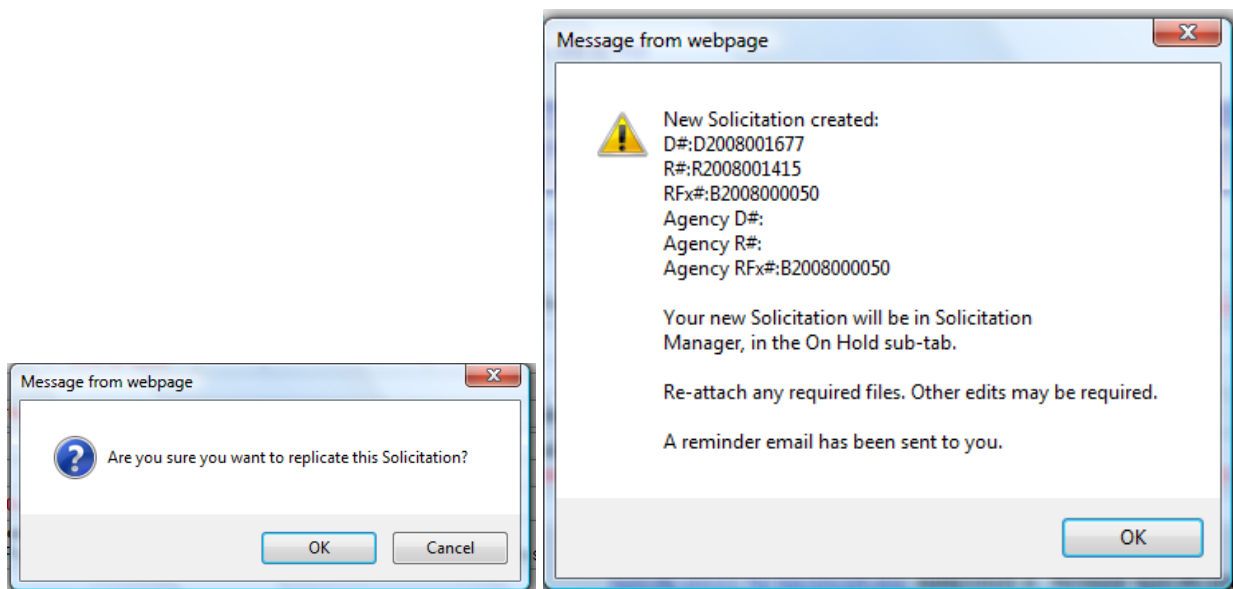 Message from webpage
Are you sure you want to replicate this Solicitation?
OK
Cancel
Message from webpage
New Solicitation created:
D#:D2008001677
R#:R2008001415
RFx#:B2008000050
Agency D#:
Agency R#:
Agency RFx#:B2008000050
Your new Solicitation will be in Solicitation
Manager, in the On Hold sub-tab.
Re-attach any required files. Other edits may be required.
A reminder email has been sent to you.
OK